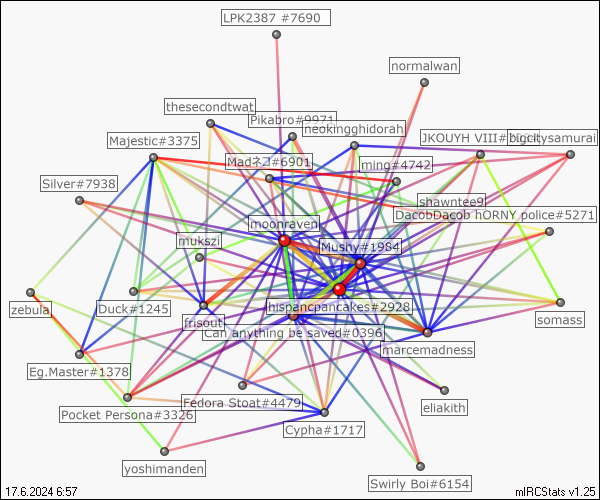 LPK2387 #7690
normalwan
thesecondtwat
Pikabro#9971
neokingghidorah
Majestic#3375
JKOUYH VIII#
bigcitysamurai
Madネコ#6901
ming#4742
Silver#7938
shawntee9
DacobDacob hORNY police#5271
moonraven
mukszi
Mushy#1984
zebula
Duck#1245
hispancpancakes#2928
somass
frisout
Can anything be saved#0396
marcemadness
Eg.Master#1378
Fedora Stoat#4479
eliakith
Pocket Persona#3326
Cypha#1717
yoshimanden
Swirly Boi#6154
17.6.2024 6:57
mIRCStats v1.25